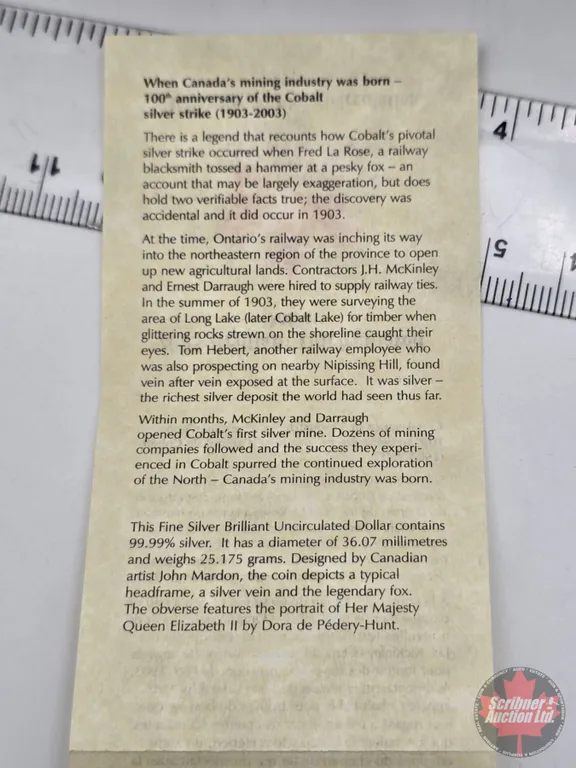 When Canada's mining industry was born –
100th anniversary of the Cobalt
silver strike (1903-2003)
There is a legend that recounts how Cobalt's pivotal
silver strike occurred when Fred La Rose, a railway
blacksmith tossed a hammer at a pesky fox – an
account that may be largely exaggeration, but does
hold two verifiable facts true; the discovery was
accidental and it did occur in 1903.
At the time, Ontario's railway was inching its way
into the northeastern region of the province to open
up new agricultural lands. Contractors J.H. McKinley
and Ernest Darraugh were hired to supply railway ties.
In the summer of 1903, they were surveying the
area of Long Lake (later Cobalt Lake) for timber when
glittering rocks strewn on the shoreline caught their
eyes. Tom Hebert, another railway employee who
was also prospecting on nearby Nipissing Hill, found
vein after vein exposed at the surface. It was silver –
the richest silver deposit the world had seen thus far.
Within months, McKinley and Darraugh
opened Cobalt's first silver mine. Dozens of mining
companies followed and the success they experi-
enced in Cobalt spurred the continued exploration
of the North – Canada's mining industry was born.
This Fine Silver Brilliant Uncirculated Dollar contains
99.99% silver. It has a diameter of 36.07 millimetres
and weighs 25.175 grams. Designed by Canadian
artist John Mardon, the coin depicts a typical
headframe, a silver vein and the legendary fox.
The obverse features the portrait of Her Majesty
Queen Elizabeth II by Dora de Pédery-Hunt.
11
4
5
Scribner &
Auction Ltd.